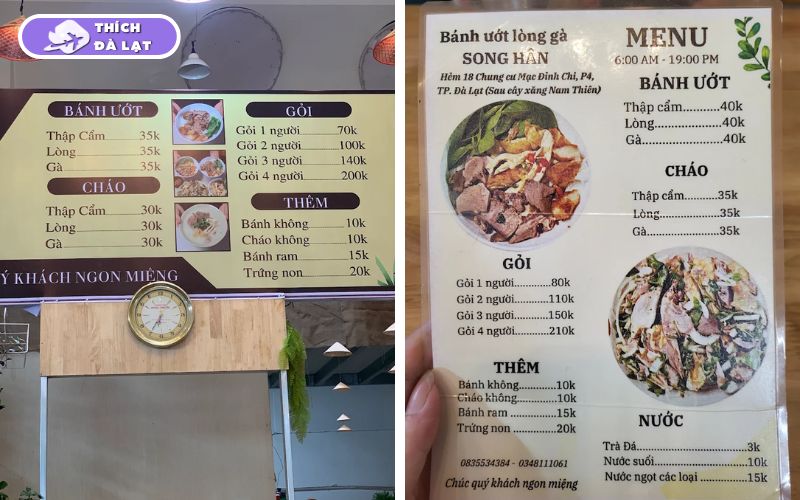 THÍCH
ĐÀ LẠT
BÁNH ƯỚT
Thập Cẩm 35k
Lòng 35k
Gà 35k
CHÁO
Thập Cẩm 30k
Lòng 30k
Gà 30k
GỎI
Gỏi 1 người 70k
Gỏi 2 người 100k
Gỏi 3 người 140k
Gỏi 4 người 200k
THÊM
Bánh không 10k
Cháo không 10k
Bánh ram 15k
Trứng non 20k
Ý KHÁCH NGON MIỆNG
Bánh ướt lòng gà
SONG HÂN
Hẻm 18 Chung cư Mạc Đỉnh Chi, P4,
TP. Đà Lạt (Sau cây xăng Nam Thiên)
MENU
6:00 AM - 19:00 PM
BÁNH ƯỚT
Thập cẩm...........40k
Lòng......................40k
Gà.........................40k
CHÁO
Thập cẩm............35k
Lòng.....................35k
Gà.........................35k
GỎI
Gỏi 1 người.........80k
Gỏi 2 người.........110k
Gỏi 3 người.........150k
Gỏi 4 người.........210k
THÊM
Bánh không............10k
Cháo không............10k
Bánh ram ..............15k
Trứng non .............20k
NƯỚC
Trà Đá.........................3k
Nước suối....................10k
Nước ngọt các loại ............15k
0835534384 - 0348111061
Chúc quý khách ngon miệng